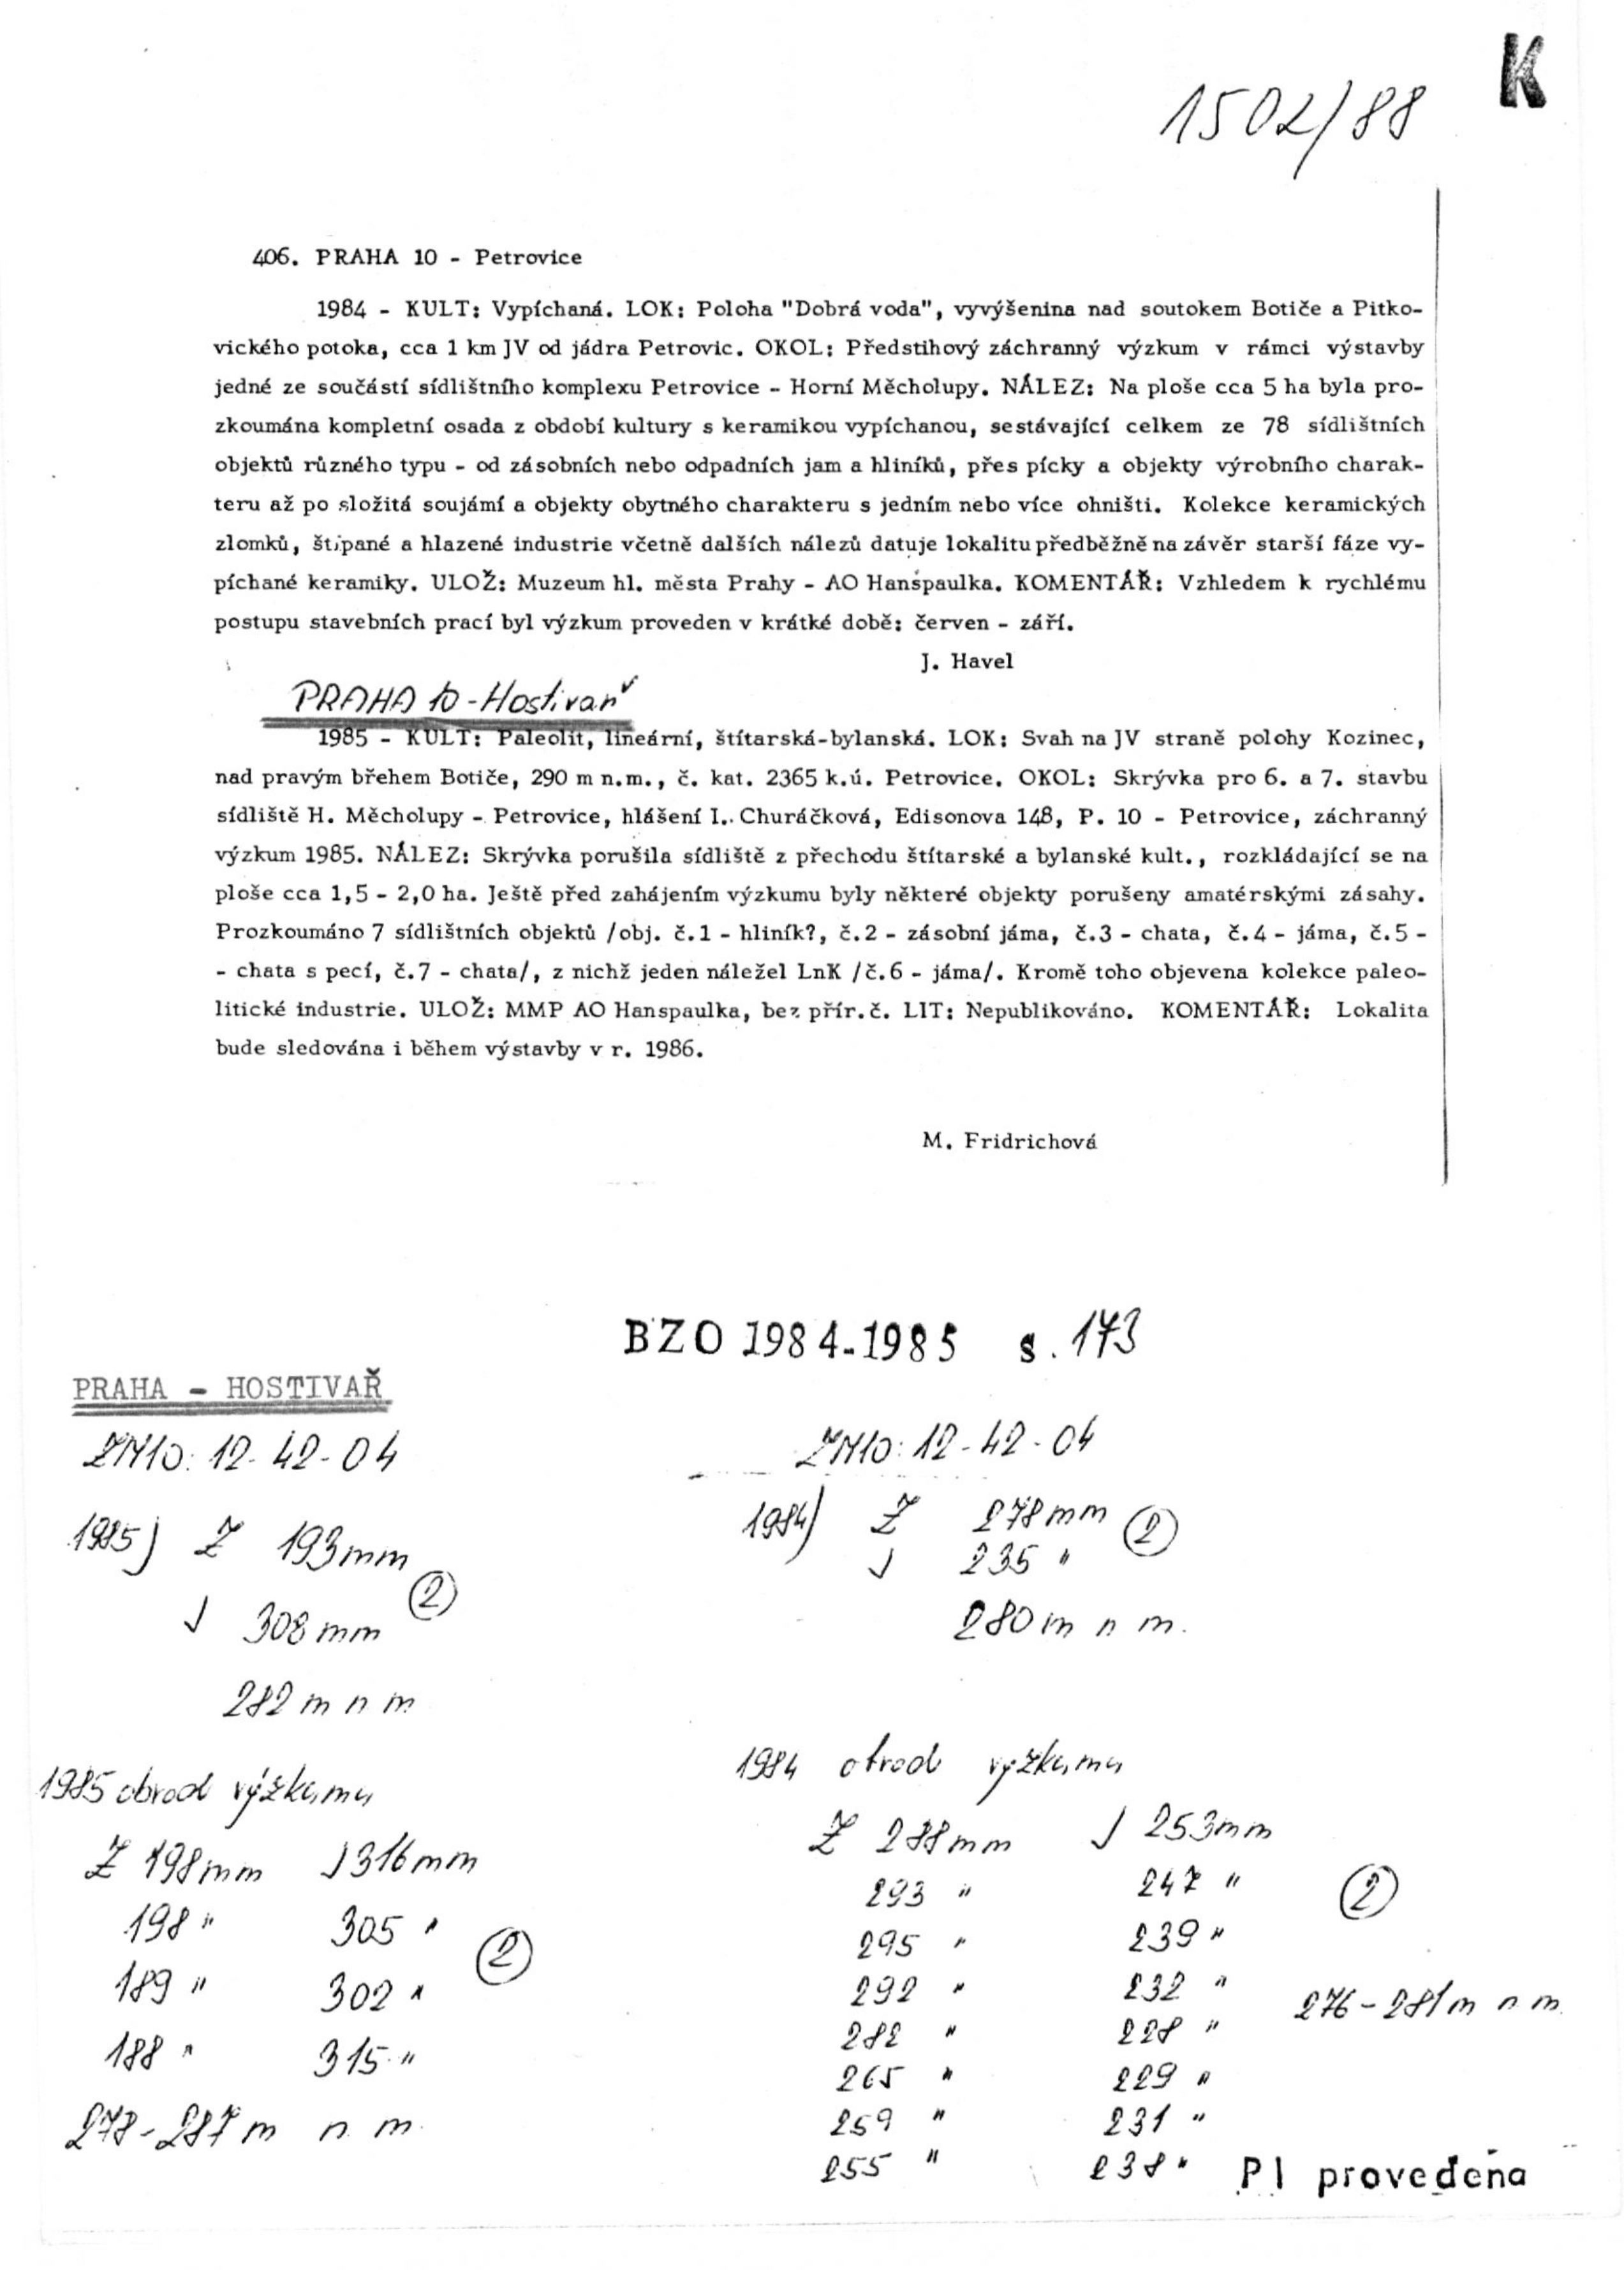 K
1502/88
406. PRAHA 10 - Petrovice
1984 - KULT: Vypíchaná. LOK: Poloha "Dobrá voda", vyvýšenina nad soutokem Botiče a Pitko-
vického potoka, cca 1 km JV od jádra Petrovic. OKOL: Předstihový záchranný výzkum v rámci výstavby
jedné ze součástí sídlištního komplexu Petrovice - Horní Měcholupy. NÁLEZ: Na ploše cca 5 ha byla pro-
zkoumána kompletní osada z období kultury s keramikou vypíchanou, sestávající celkem ze 78 sídlištních
objektů různého typu - od zásobních nebo odpadních jam a hliníků, přes pícky a objekty výrobního charak-
teru až po složitá soujámí a objekty obytného charakteru s jedním nebo více ohništi. Kolekce keramických
zlomků, štípané a hlazené industrie včetně dalších nálezů datuje lokalitu předběžně na závěr starší fáze vy-
píchané keramiky. ULOŽ: Muzeum hl. města Prahy - AO Hanspaulka. KOMENTÁŘ: Vzhledem k rychlému
postupu stavebních prací byl výzkum proveden v krátké době: červen - září.
J. Havel
PRAHA 10 - Hostivař
1985 - KULT: Paleolit, lineární, štítarská-bylanská. LOK: Svah na JV straně polohy Kozinec,
nad pravým břehem Botiče, 290 m n.m., č. kat. 2365 k.ú. Petrovice. OKOL: Skrývka pro 6. a 7. stavbu
sídliště H. Měcholupy - Petrovice, hlášení I. Churáčková, Edisonova 148, P. 10 - Petrovice, záchranný
výzkum 1985. NÁLEZ: Skrývka porušila sídliště z přechodu štítarské a bylanské kult., rozkládající se na
ploše cca 1,5 - 2,0 ha. Ještě před zahájením výzkumu byly některé objekty porušeny amatérskými zásahy.
Prozkoumáno 7 sídlištních objektů /obj. č.1 - hliník?, č.2 - zásobní jáma, č.3 - chata, č.4 - jáma, č.5 -
- chata s pecí, č.7 - chata/, z nichž jeden náležel LnK /č.6 - jáma/. Kromě toho objevena kolekce paleo-
litické industrie. ULOŽ: MMP AO Hanspaulka, bez přír.č. LIT: Nepublikováno. KOMENTÁŘ: Lokalita
bude sledována i během výstavby v r. 1986.
M. Fridrichová
BZO 1984-1985 s. 173
PRAHA - HOSTIVAŘ
ZM10: 12-42-04
1985) Z 193mm
J 308 mm ②
282 m n m
1985 obvod výzkumu
Z 198mm J 316mm
198 " 305 "
②
189 " 302 "
188 " 315 "
278-287 m n m.
ZM10: 12-42-04
1984) Z 278mm ②
J 235 "
280 m n m.
1984 obvod výzkumu
Z 288mm J 253mm
293 " 247 " ②
295 " 239 "
292 " 232 " 276-281m n m.
282 " 228 "
265 " 229 "
259 " 231 "
255 " 238 "
PI provedena